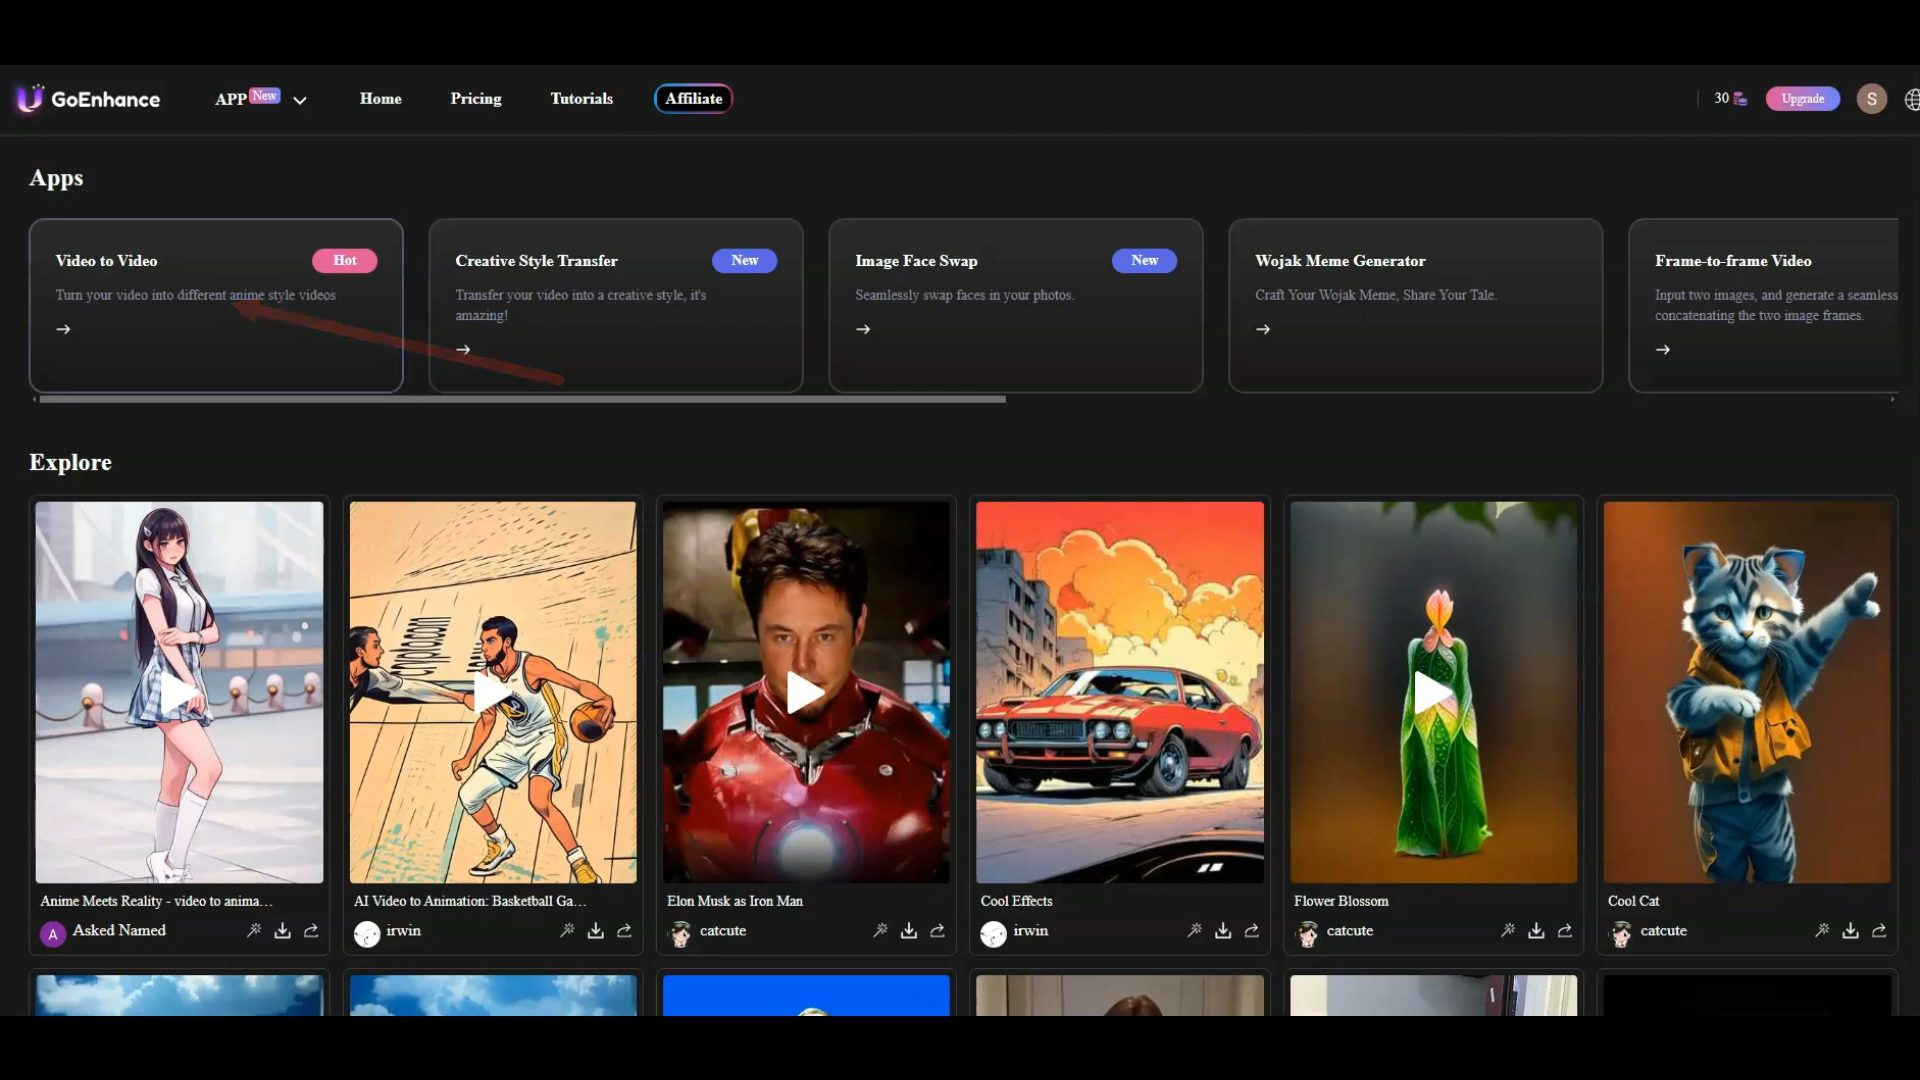 GoEnhance
APP New
Home
Pricing
Tutorials
Affiliate
30
Upgrade
S
Apps
Video to Video
Hot
Turn your video into different anime style videos
Creative Style Transfer
New
Transfer your video into a creative style, it's
amazing!
Image Face Swap
New
Seamlessly swap faces in your photos.
Wojak Meme Generator
Craft Your Wojak Meme, Share Your Tale.
Frame-to-frame Video
Input two images, and generate a seamless
concatenating the two image frames.
Explore
Anime Meets Reality - video to anima...
A
Asked Named
AI Video to Animation: Basketball Ga...
irwin
Elon Musk as Iron Man
catcute
Cool Effects
irwin
Flower Blossom
catcute
Cool Cat
catcute